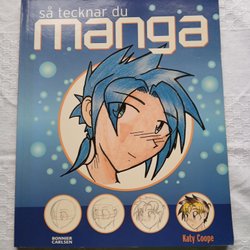 så tecknar du
manga
BONNIER
CARLSEN
Katy Coope